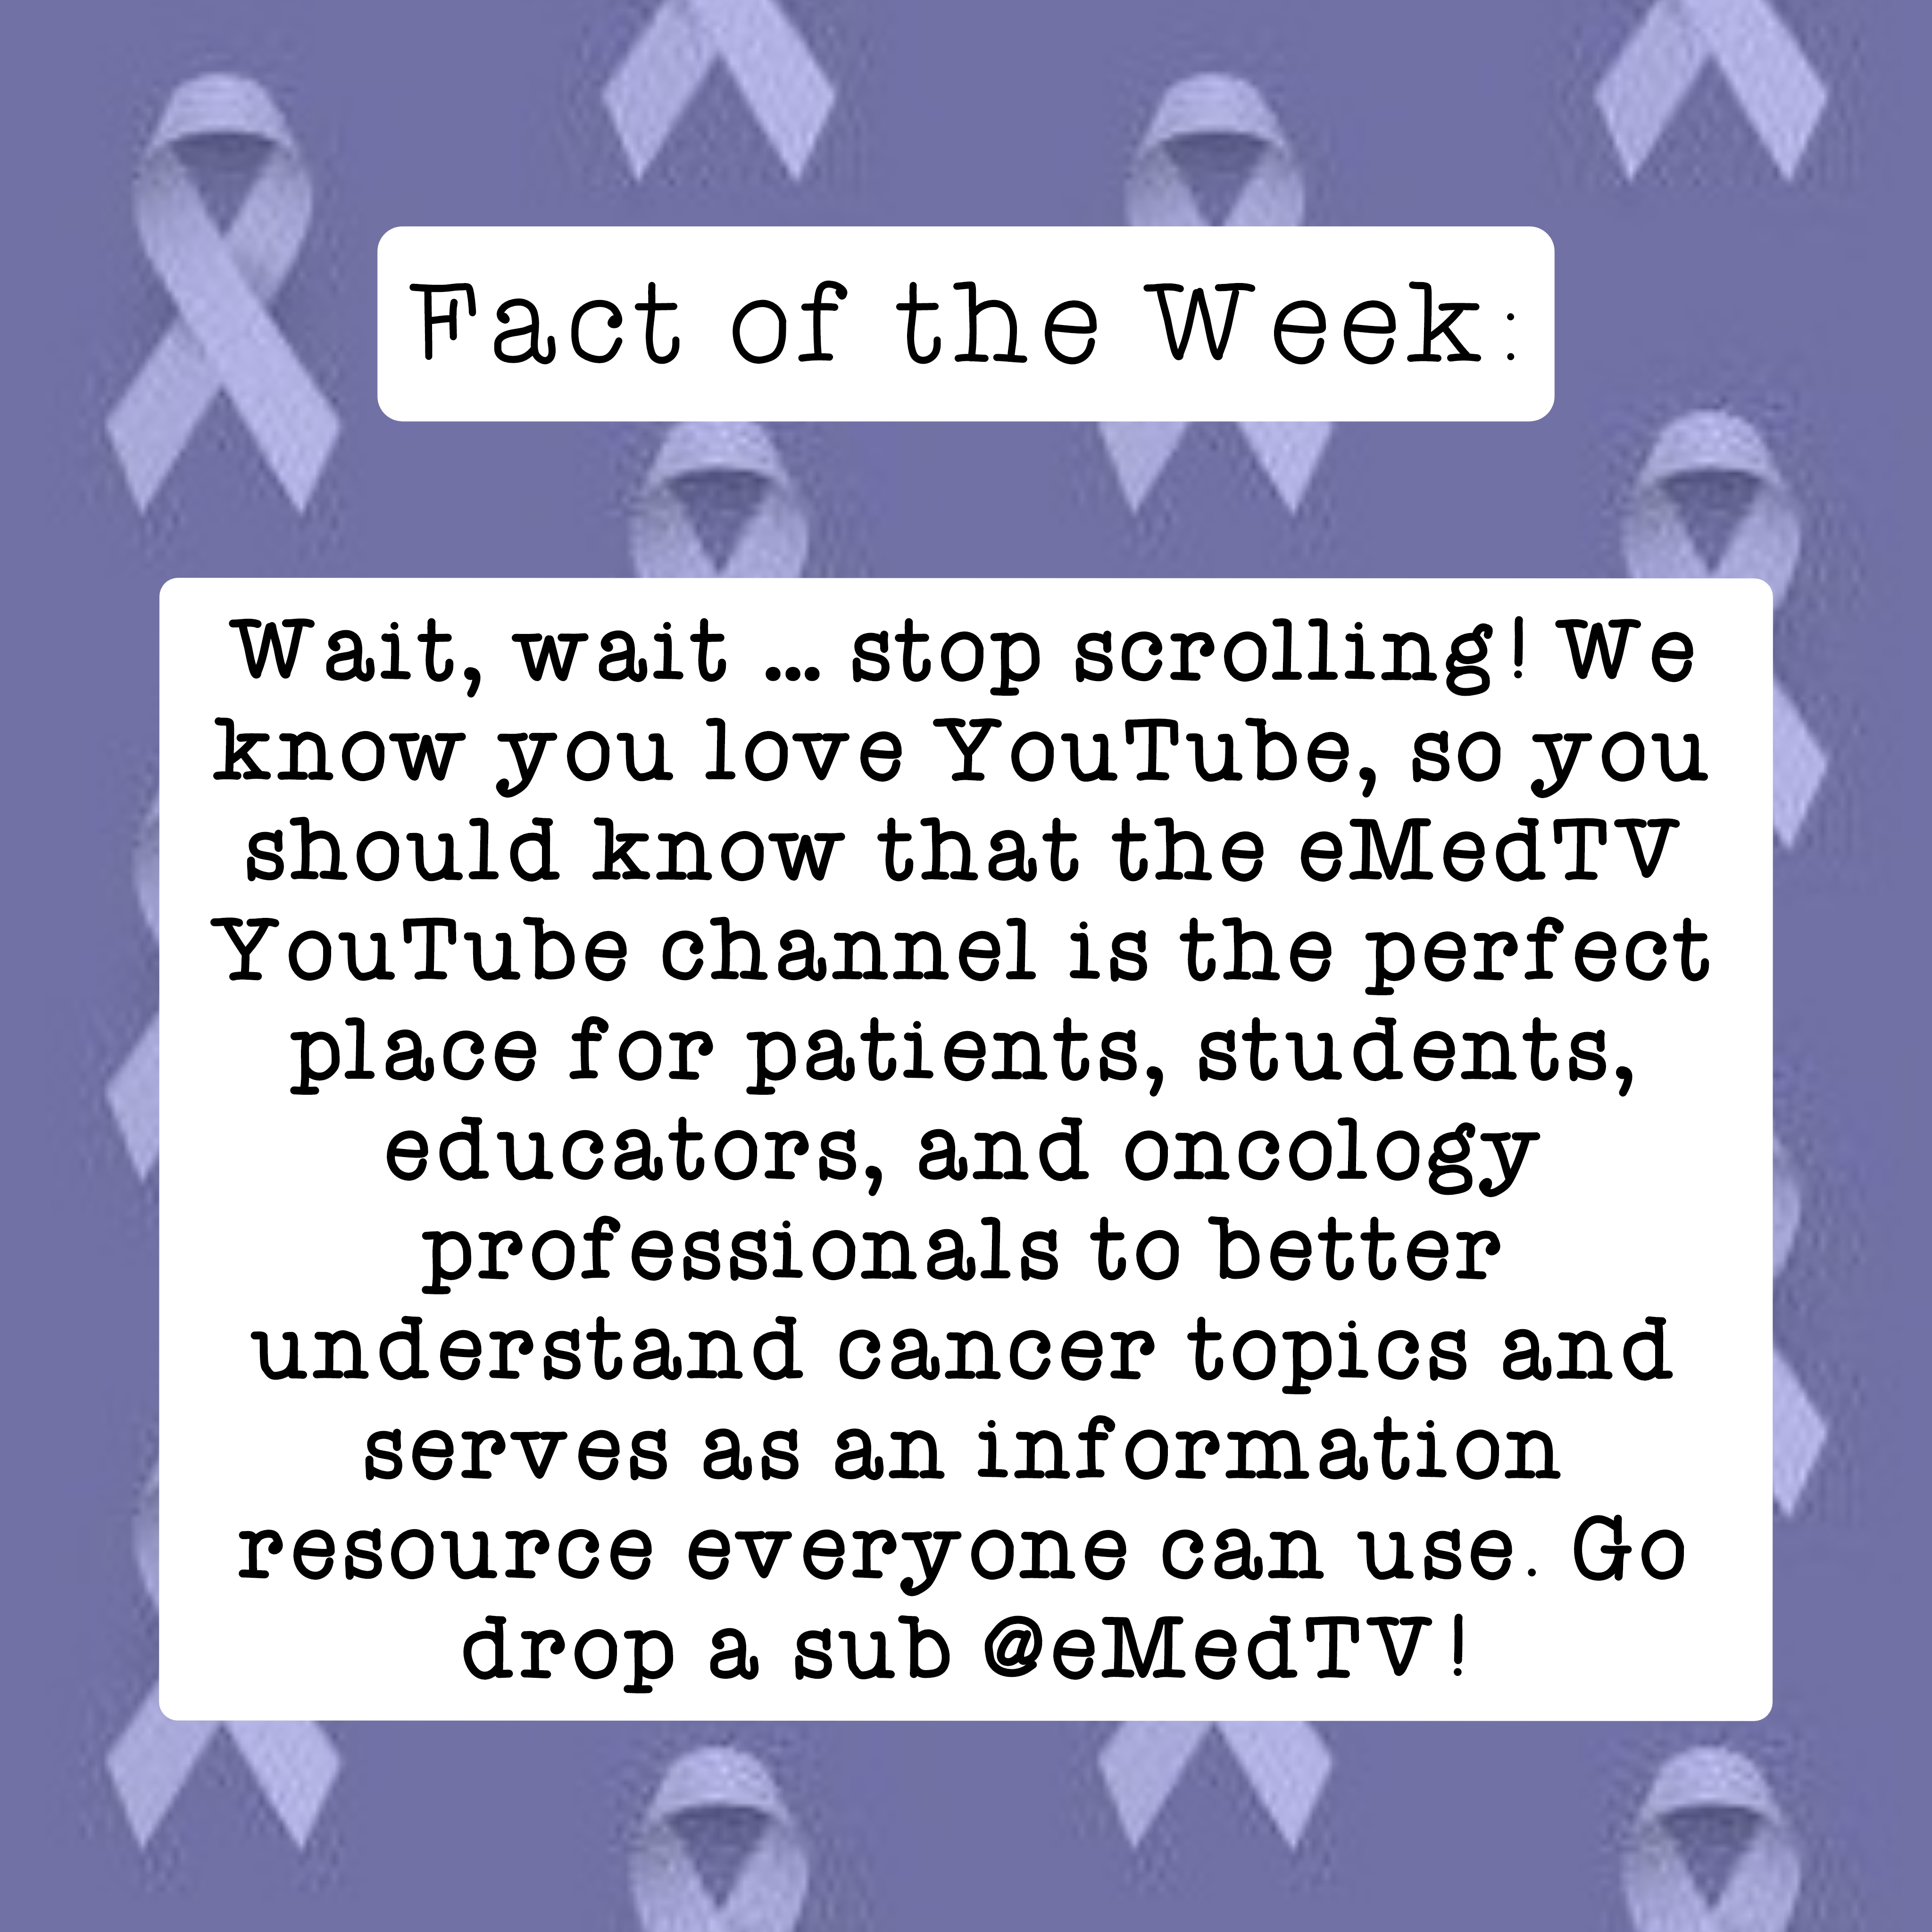 Fact of the Week:
Wait, wait ... stop scrolling! We
know you love YouTube, so you
should know that the eMedTV
YouTube channel is the perfect
place for patients, students,
educators, and oncology
professionals to better
understand cancer topics and
serves as an information
resource everyone can use. Go
drop a sub @eMedTV!